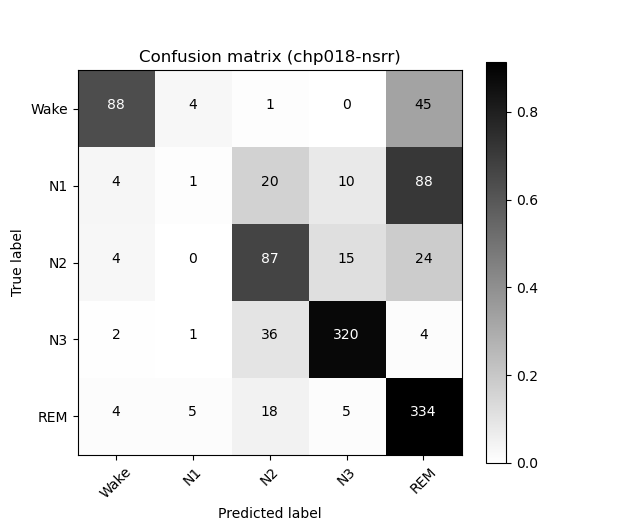 Confusion matrix (chp018-nsrr)
Wake 88 4 1 0 45
N1 4 1 20 10 88
N2 4 0 87 15 24
N3 2 1 36 320 4
REM 4 5 18 5 334
Wake N1 N2 N3 REM
True label
Predicted label
0.8
0.6
0.4
0.2
0.0